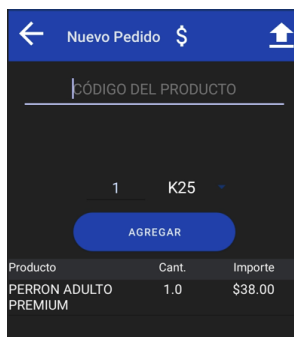 Nuevo Pedido $
CÓDIGO DEL PRODUCTO
1 K25
AGREGAR
Producto Cant. Importe
PERRON ADULTO 1.0 $38.00
PREMIUM